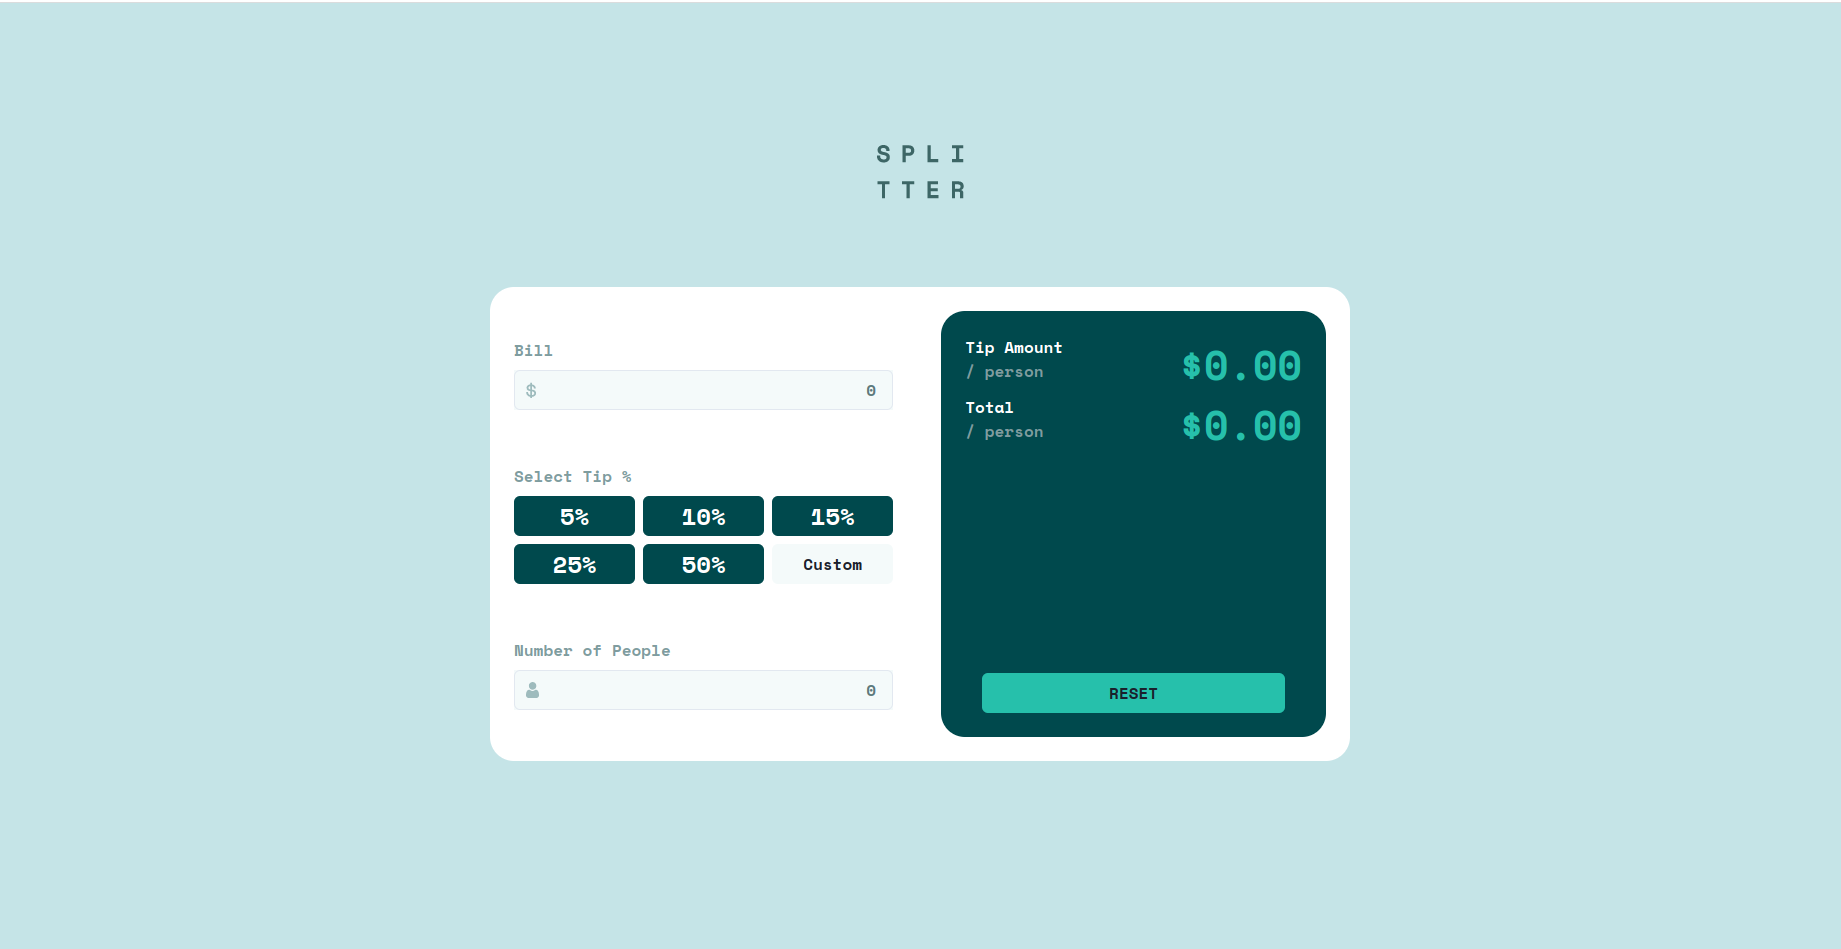 SPLI
TTER
Bill
$ 0
Select Tip %
5% 10% 15%
25% 50% Custom
Number of People
0
Tip Amount
/ person
$0.00
Total
/ person
$0.00
RESET